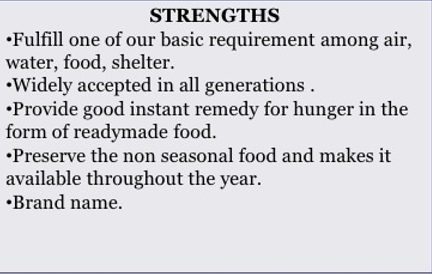 STRENGTHS
•Fulfill one of our basic requirement among air,
water, food, shelter.
•Widely accepted in all generations .
•Provide good instant remedy for hunger in the
form of readymade food.
•Preserve the non seasonal food and makes it
available throughout the year.
•Brand name.